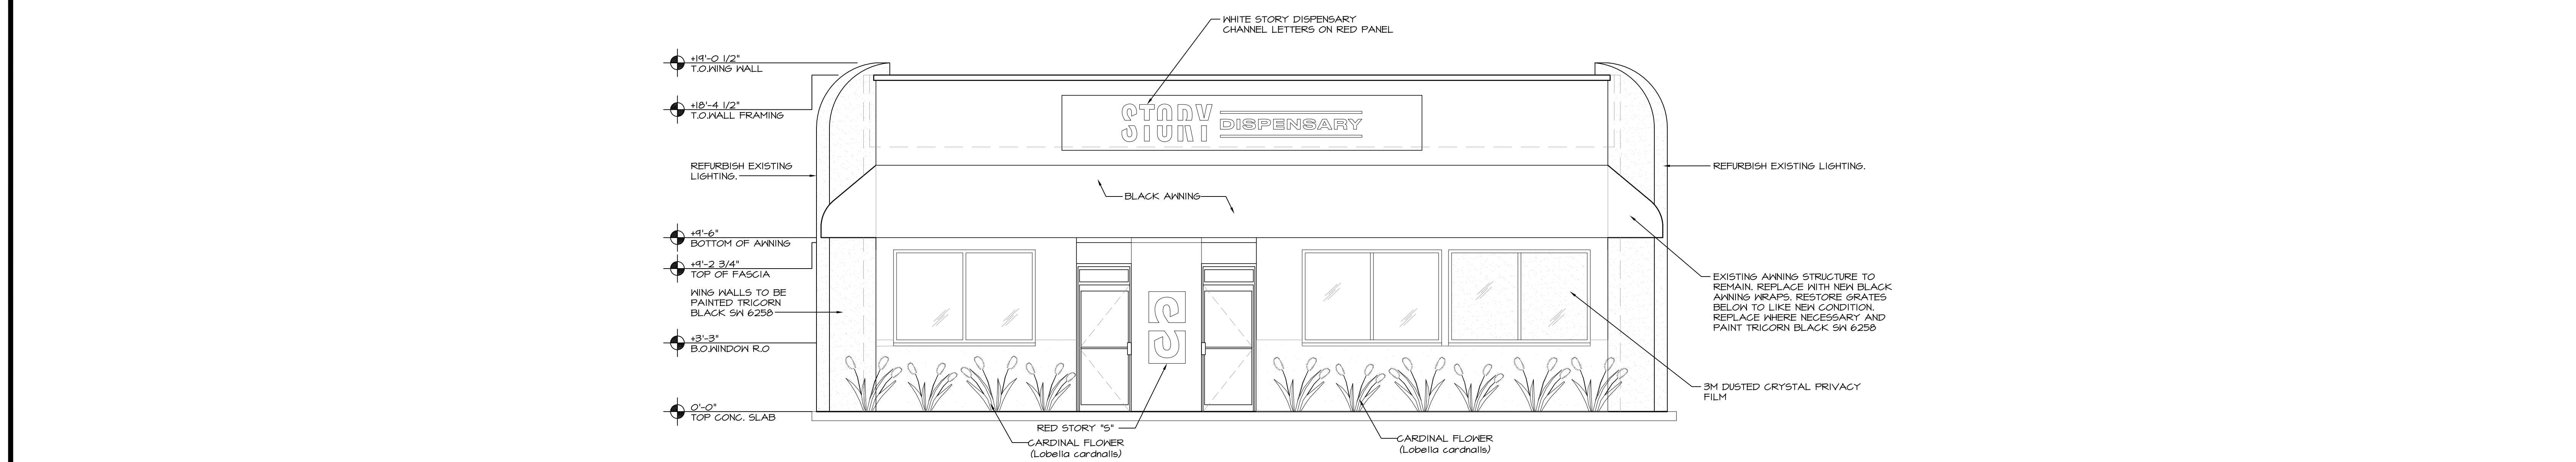 WHITE STORY DISPENSARY
CHANNEL LETTERS ON RED PANEL
+19'-0 1/2"
T.O.WING WALL
+18'-4 1/2"
T.O.WALL FRAMING
STORY DISPENSARY
REFURBISH EXISTING
LIGHTING.
REFURBISH EXISTING LIGHTING.
BLACK AWNING
+9'-6"
BOTTOM OF AWNING
+9'-2 3/4"
TOP OF FASCIA
WING WALLS TO BE
PAINTED TRICORN
BLACK SW 6258
EXISTING AWNING STRUCTURE TO
REMAIN. REPLACE WITH NEW BLACK
AWNING WRAPS. RESTORE GRATES
BELOW TO LIKE NEW CONDITION.
REPLACE WHERE NECESSARY AND
PAINT TRICORN BLACK SW 6258
S
+3'-3"
B.O.WINDOW R.O
3M DUSTED CRYSTAL PRIVACY
FILM
0'-0"
TOP CONC. SLAB
RED STORY "S"
CARDINAL FLOWER
(Lobelia cardnalis)
CARDINAL FLOWER
(Lobelia cardnalis)